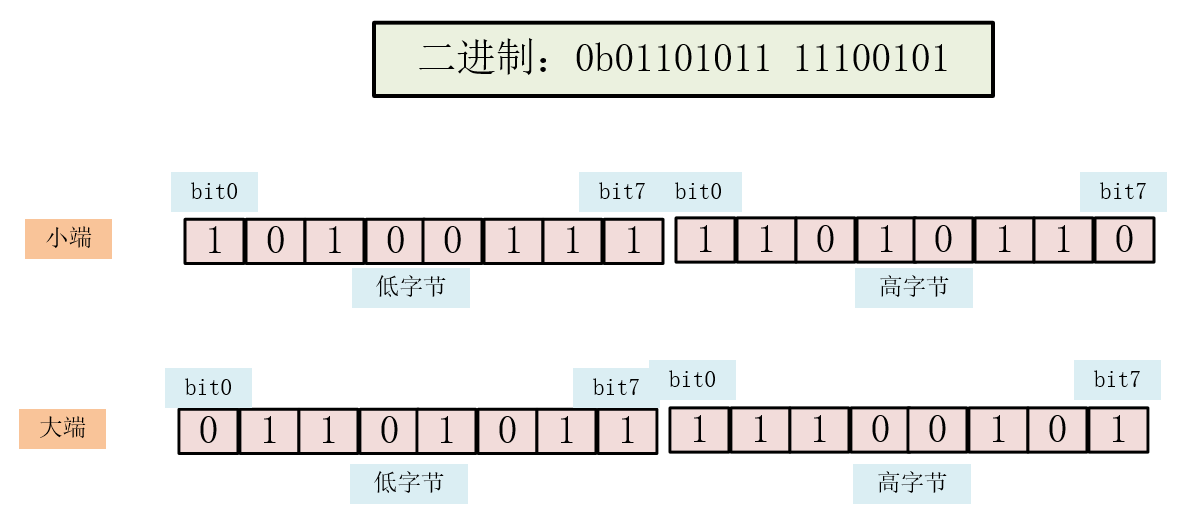 二进制：0b01101011 11100101
bit0 bit7 bit0 bit7
小端 1 0 1 0 0 1 1 1 1 1 0 1 0 1 1 0
低字节 高字节
bit0 bit7 bit0 bit7
大端 0 1 1 0 1 0 1 1 1 1 1 0 0 1 0 1
低字节 高字节